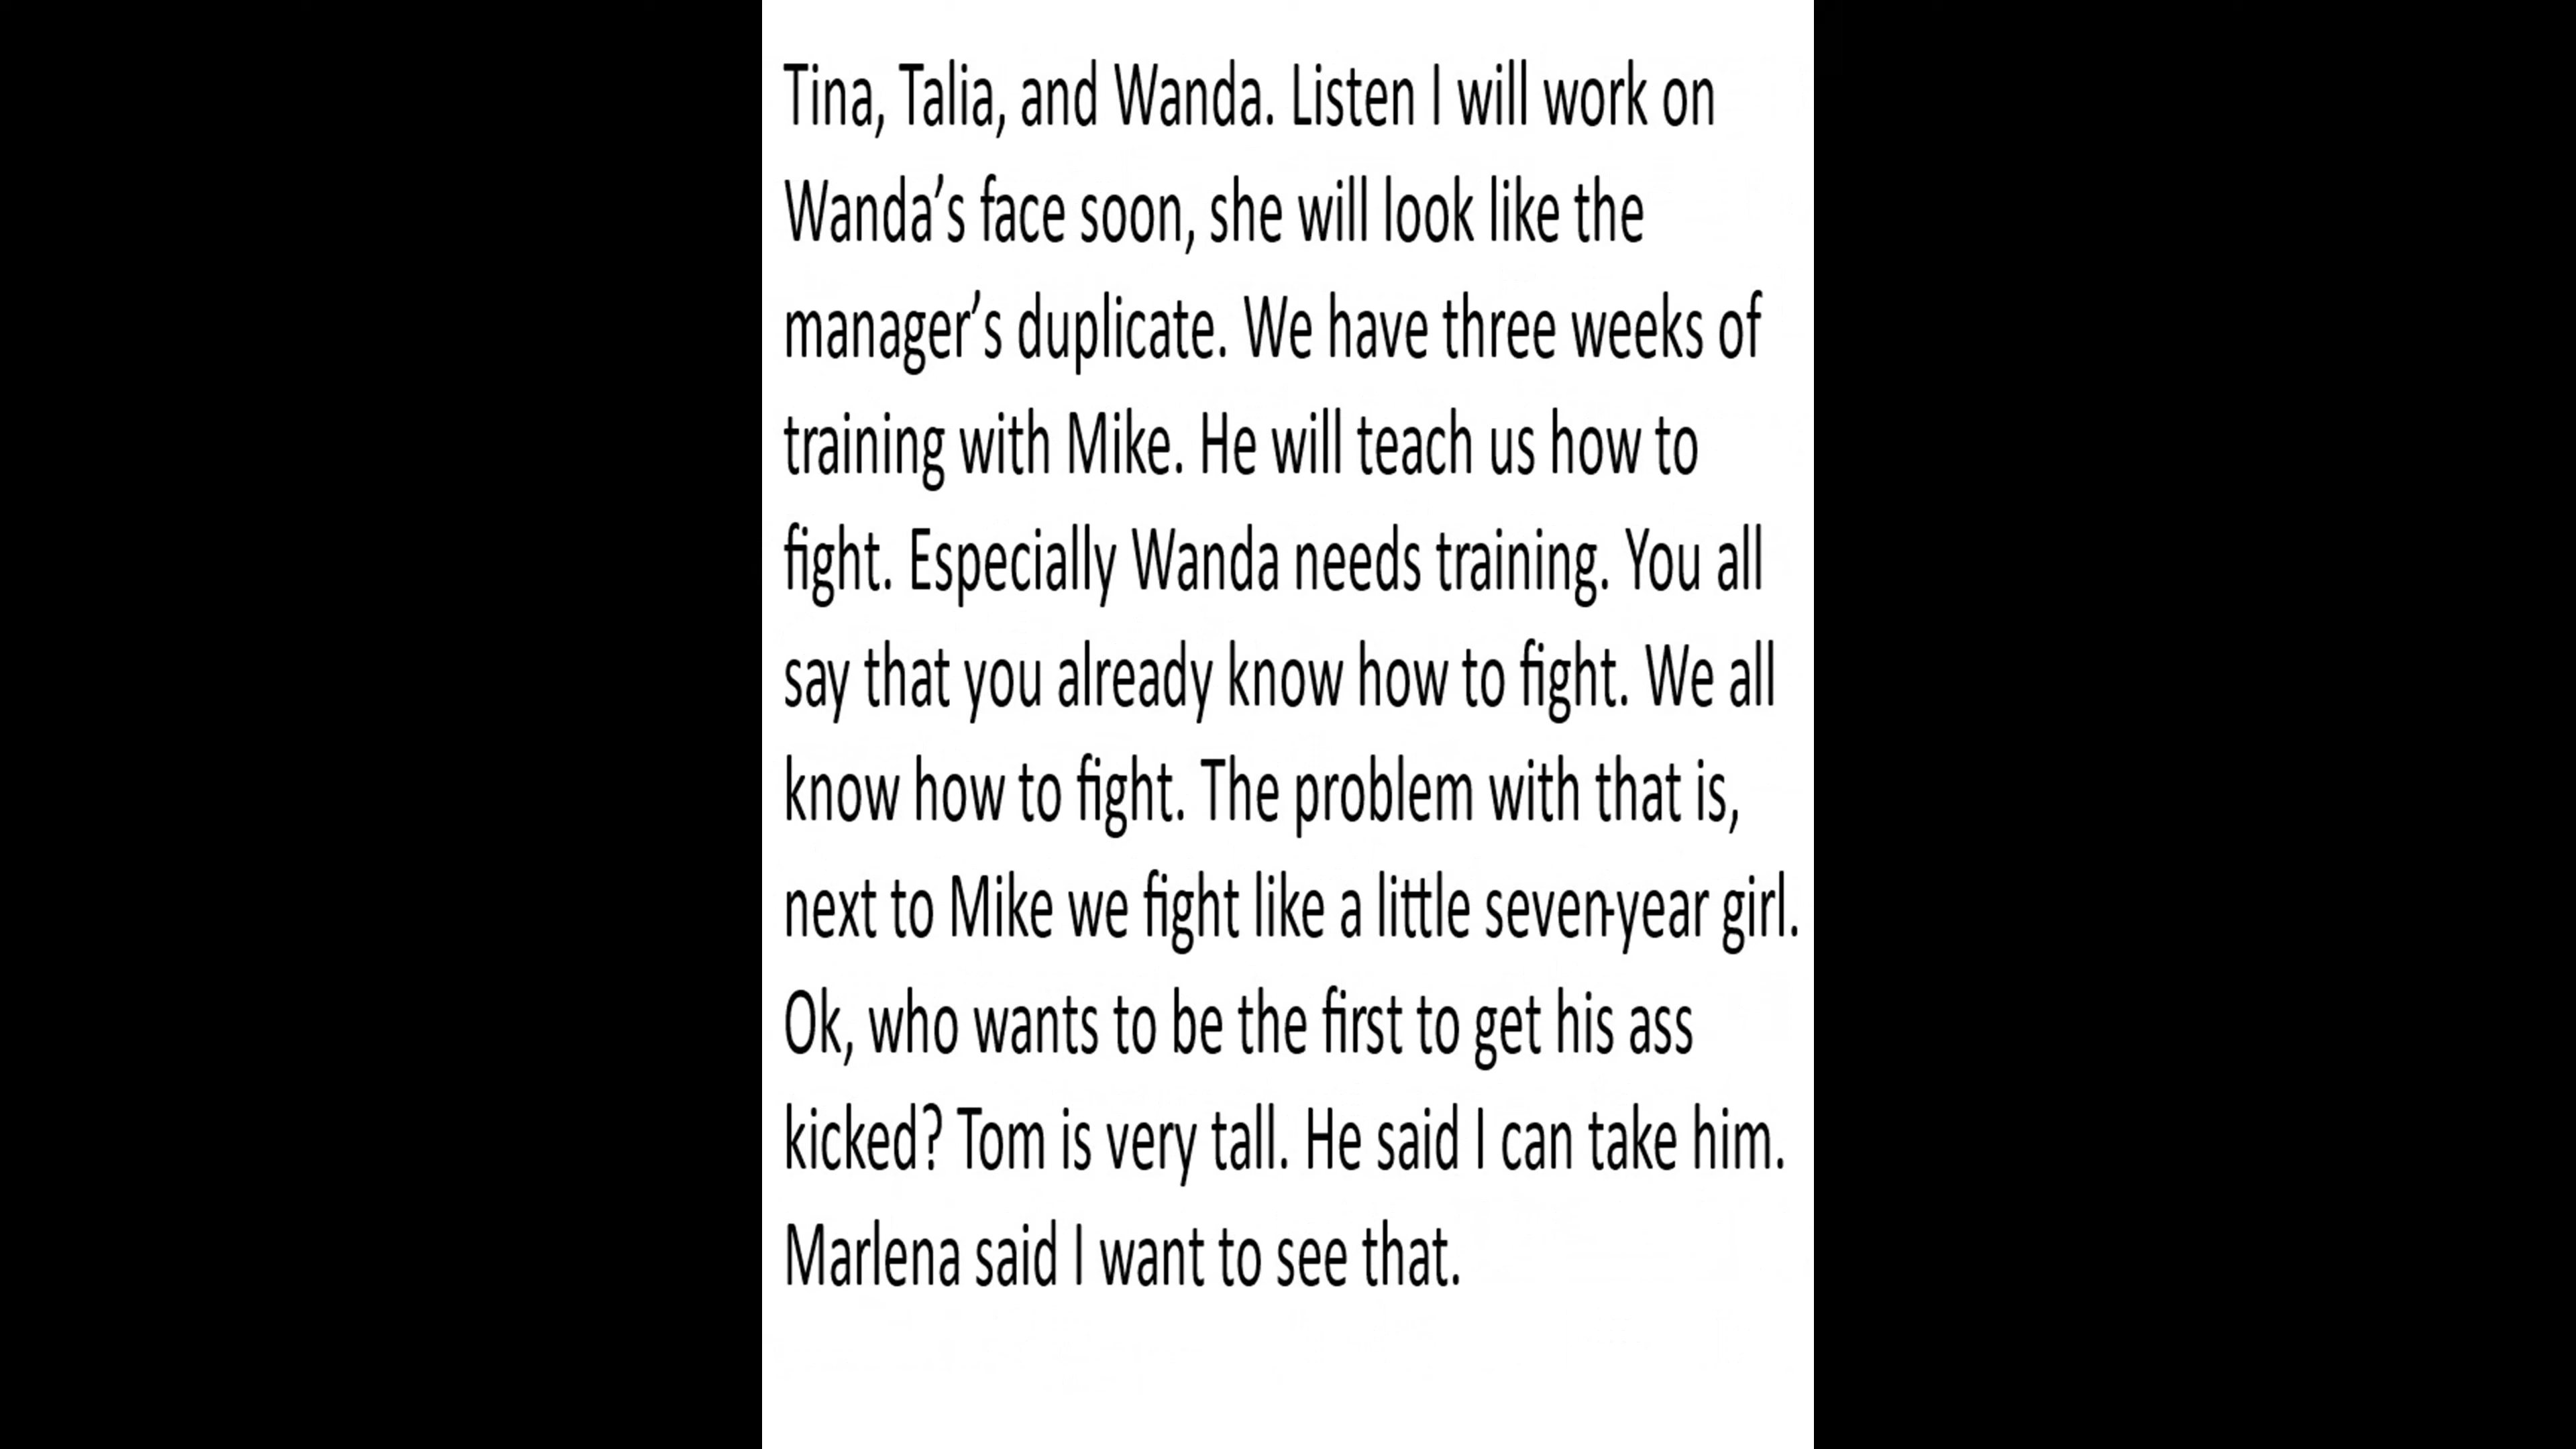 Tina, Talia, and Wanda. Listen I will work on
Wanda’s face soon, she will look like the
manager’s duplicate. We have three weeks of
training with Mike. He will teach us how to
fight. Especially Wanda needs training. You all
say that you already know how to fight. We all
know how to fight. The problem with that is,
next to Mike we fight like a little seven-year girl.
Ok, who wants to be the first to get his ass
kicked? Tom is very tall. He said I can take him.
Marlena said I want to see that.